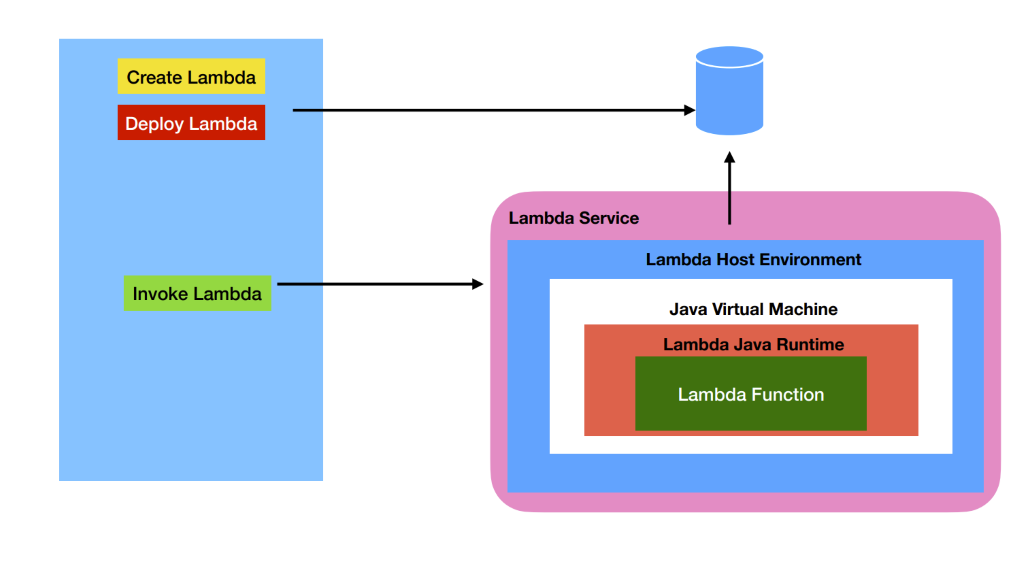 Create Lambda
Deploy Lambda
Invoke Lambda
Lambda Service
Lambda Host Environment
Java Virtual Machine
Lambda Java Runtime
Lambda Function